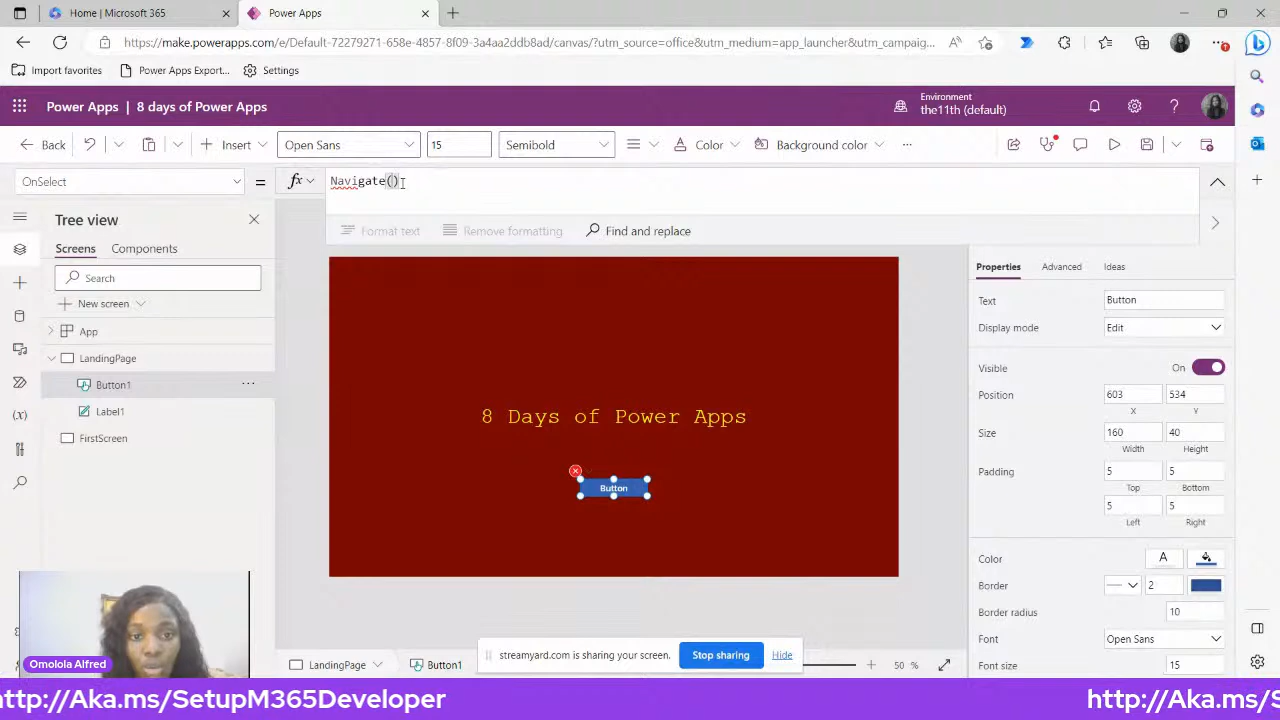 Home | Microsoft 365
Power Apps
https://make.powerapps.com/e/Default-72279271-658e-4857-8f09-3a4aa2ddb8ad/canvas/?utm_source=office&utm_medium=app_launcher&utm_campaig...
Import favorites
Power Apps Export...
Settings
Power Apps | 8 days of Power Apps
Environment
the11th (default)
Back
Insert
Open Sans
15
Semibold
Color
Background color
OnSelect
=
fx
Navigate()
Format text
Remove formatting
Find and replace
Tree view
Screens
Components
Search
New screen
App
LandingPage
Button1
Label1
FirstScreen
8 Days of Power Apps
Button
Properties
Advanced
Ideas
Text
Button
Display mode
Edit
Visible
On
Position
603
534
X
Y
Size
160
40
Width
Height
Padding
5
5
Top
Bottom
5
5
Left
Right
Color
A
Border
2
Border radius
10
Font
Open Sans
Font size
15
LandingPage
Button1
streamyard.com is sharing your screen.
Stop sharing
Hide
50 %
Omolola Alfred
http://Aka.ms/SetupM365Developer
http://Aka.ms/S